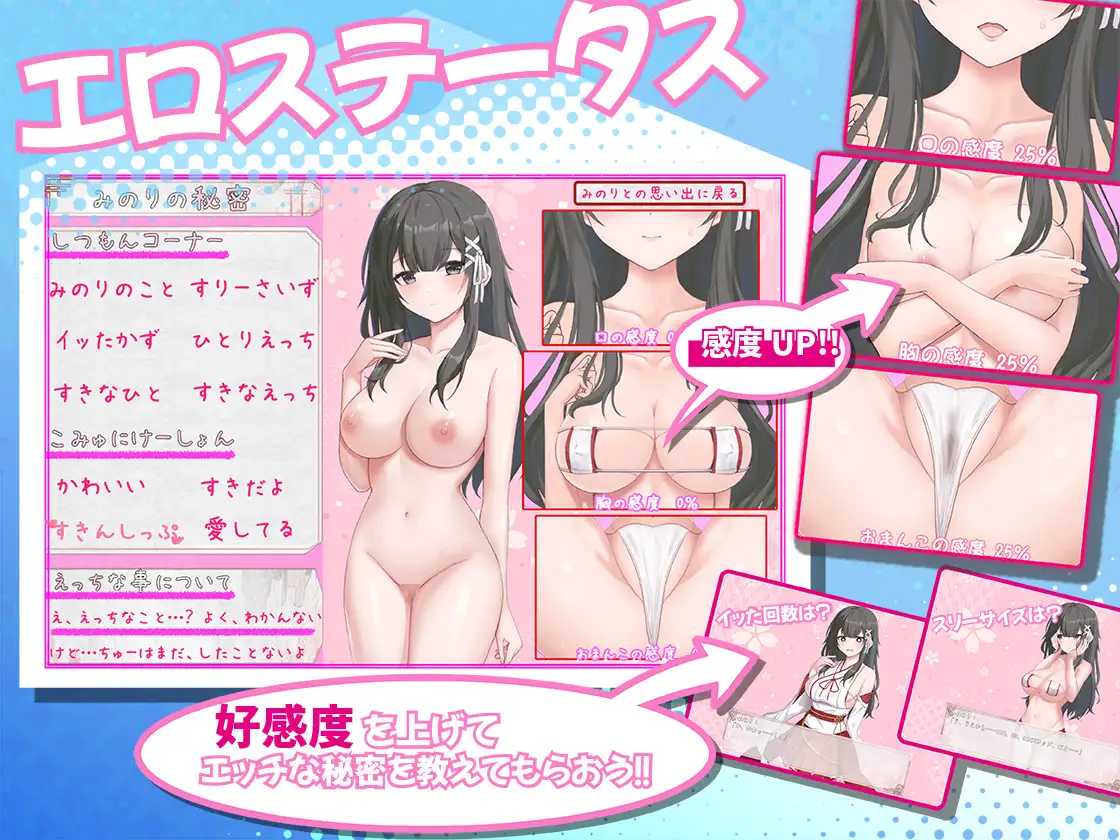 エロステータス
みのりの秘密
しつもんコーナー
みのりのこと すりーさいず
イッたかず ひとりえっち
すきなひと すきなえっち
こみゅにけーしょん
かわいい すきだよ
すきんしっぷ 愛してる
えっちな事について
え、えっちなこと…？よく、わかんない
けど…ちゅーはまだ、したことないよ
みのりとの思い出に戻る
口の感度 0
胸の感度 0%
おまんこの感度
感度UP!!
口の感度 25%
胸の感度 25%
おまんこの感度 25%
イッた回数は？
スリーサイズは？
好感度を上げて
エッチな秘密を教えてもらおう!!